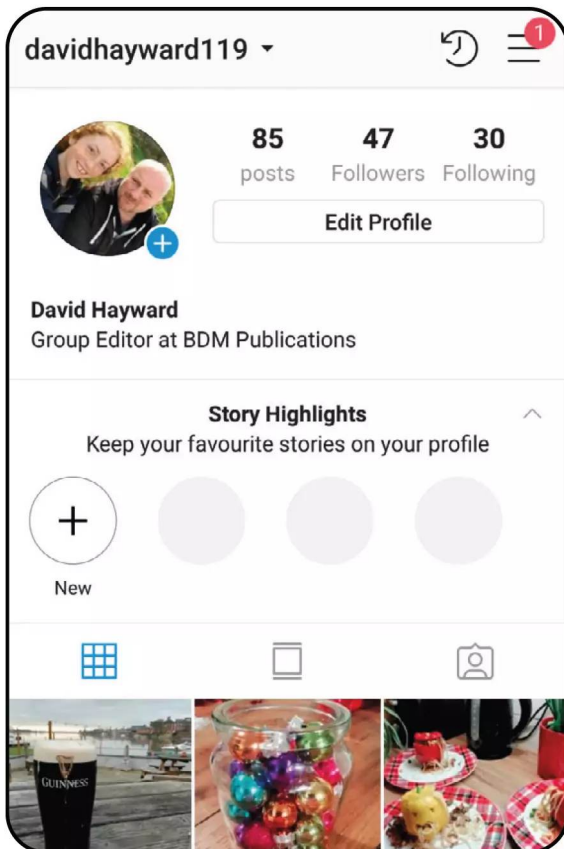 davidhayward119
1
85 47 30
posts Followers Following
Edit Profile
David Hayward
Group Editor at BDM Publications
Story Highlights
Keep your favourite stories on your profile
New
GUINNESS